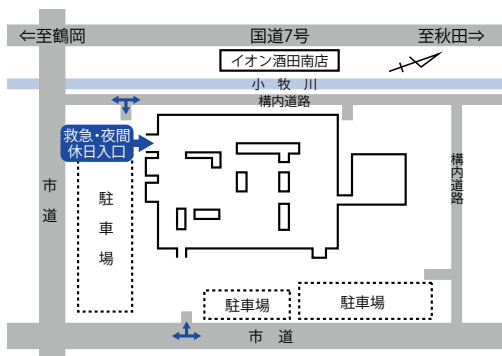 ⇐至鶴岡
国道7号
至秋田⇒
イオン酒田南店
小牧川
構内道路
救急・夜間
休日入口
市道
駐車場
構内道路
駐車場
駐車場
市道